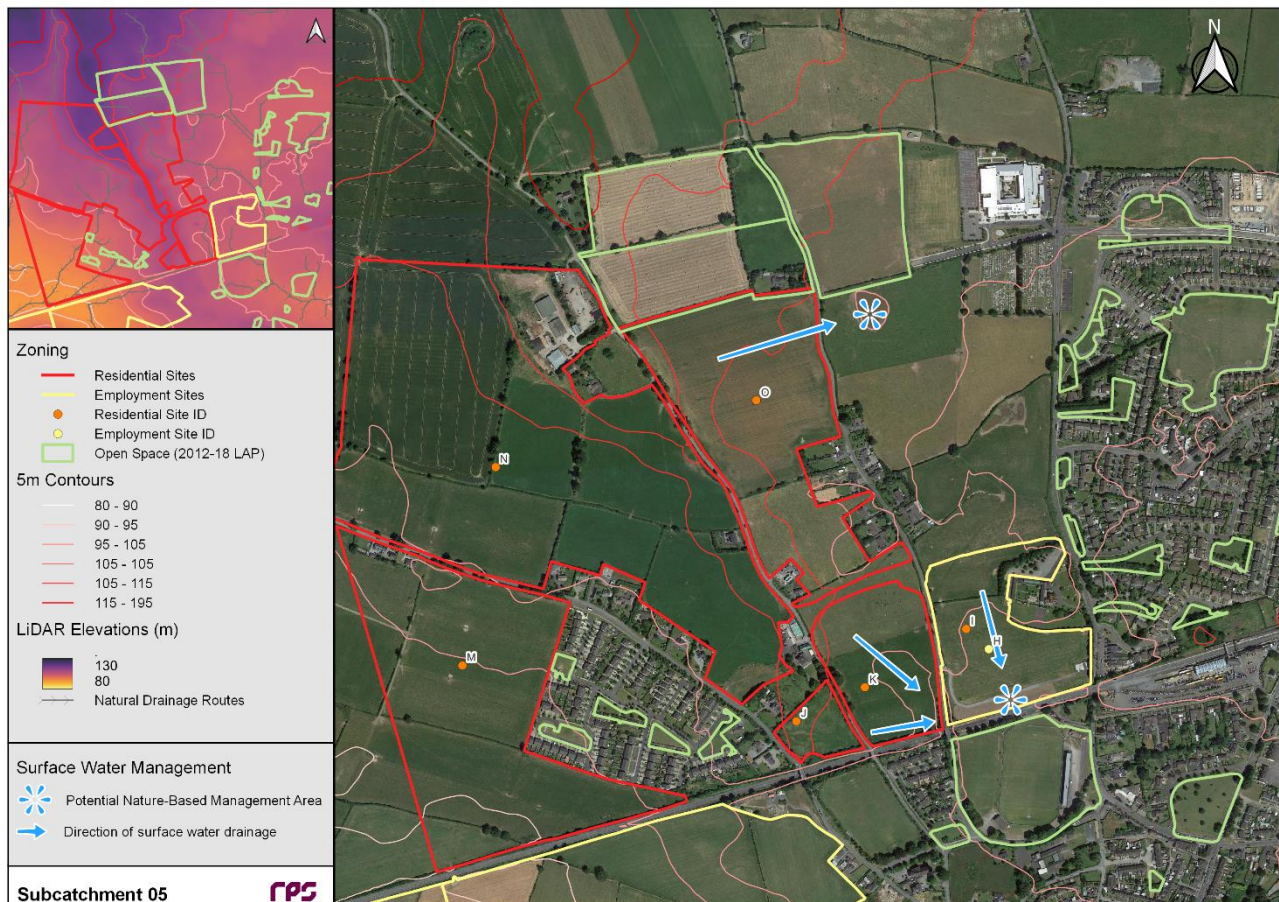 Zoning
Residential Sites
Employment Sites
Residential Site ID
Employment Site ID
Open Space (2012-18 LAP)
5m Contours
80 - 90
90 - 95
95 - 105
105 - 105
105 - 115
115 - 195
LiDAR Elevations (m)
130
80
Natural Drainage Routes
Surface Water Management
Potential Nature-Based Management Area
Direction of surface water drainage
Subcatchment 05
rps
N
O
N
I
H
K
M
J